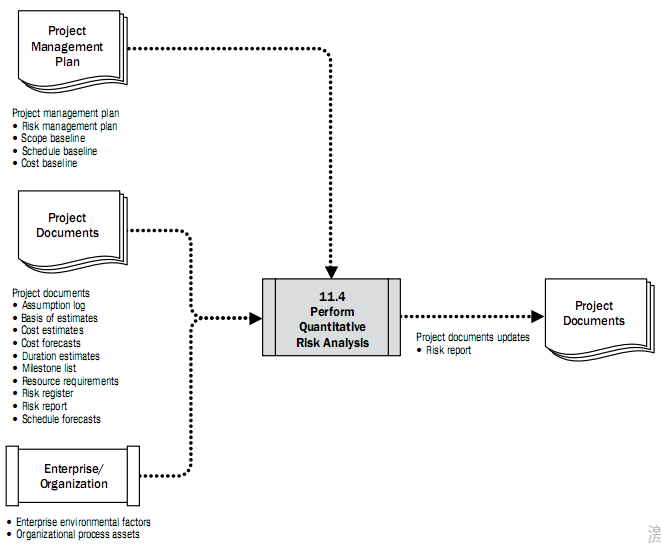 Project
Management
Plan
Project management plan
• Risk management plan
• Scope baseline
• Schedule baseline
• Cost baseline
Project
Documents
Project documents
• Assumption log
• Basis of estimates
• Cost estimates
• Cost forecasts
• Duration estimates
• Milestone list
• Resource requirements
• Risk register
• Risk report
• Schedule forecasts
Enterprise/
Organization
• Enterprise environmental factors
• Organizational process assets
11.4
Perform
Quantitative
Risk Analysis
Project documents updates
• Risk report
Project
Documents